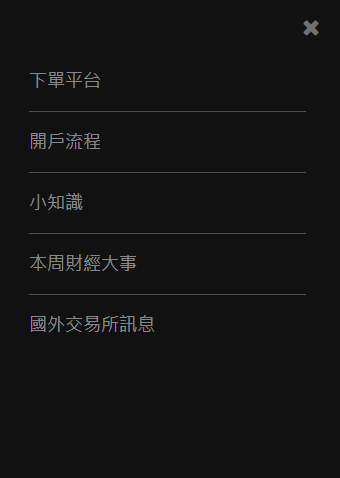 下單平台
開戶流程
小知識
本周財經大事
國外交易所訊息